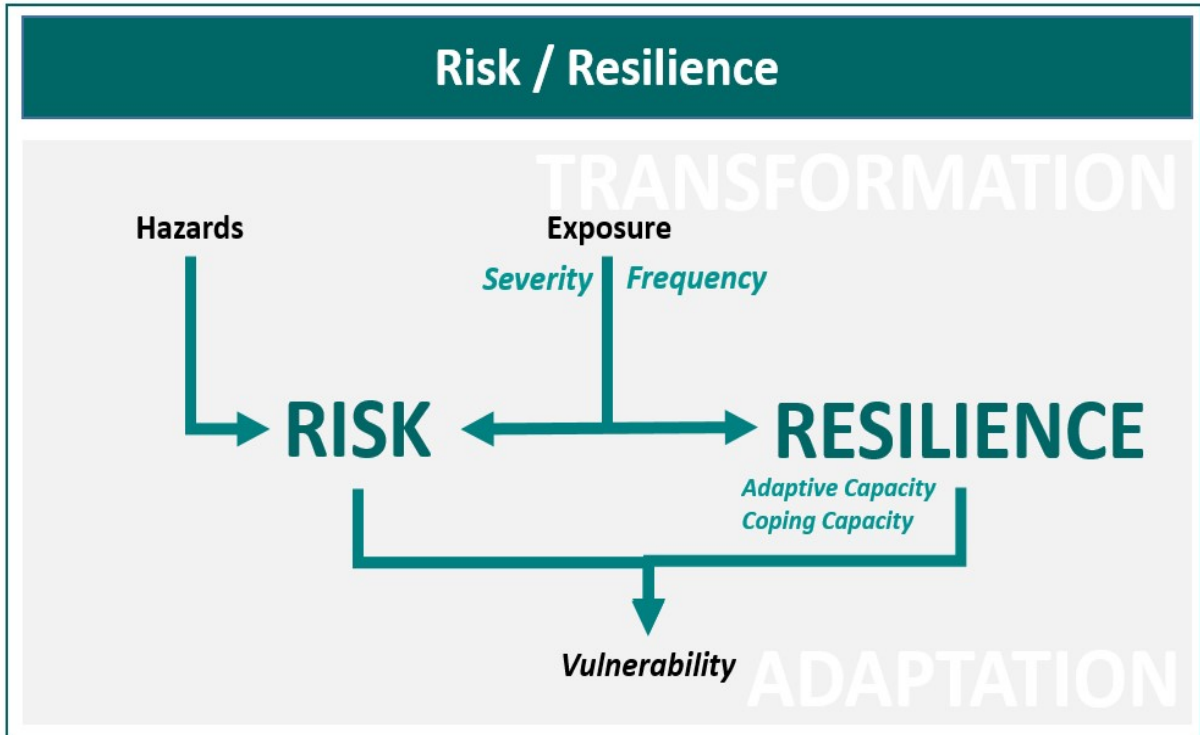 Risk / Resilience
TRANSFORMATION
Hazards
Exposure
Severity
Frequency
RISK
RESILIENCE
Adaptive Capacity
Coping Capacity
Vulnerability
ADAPTATION